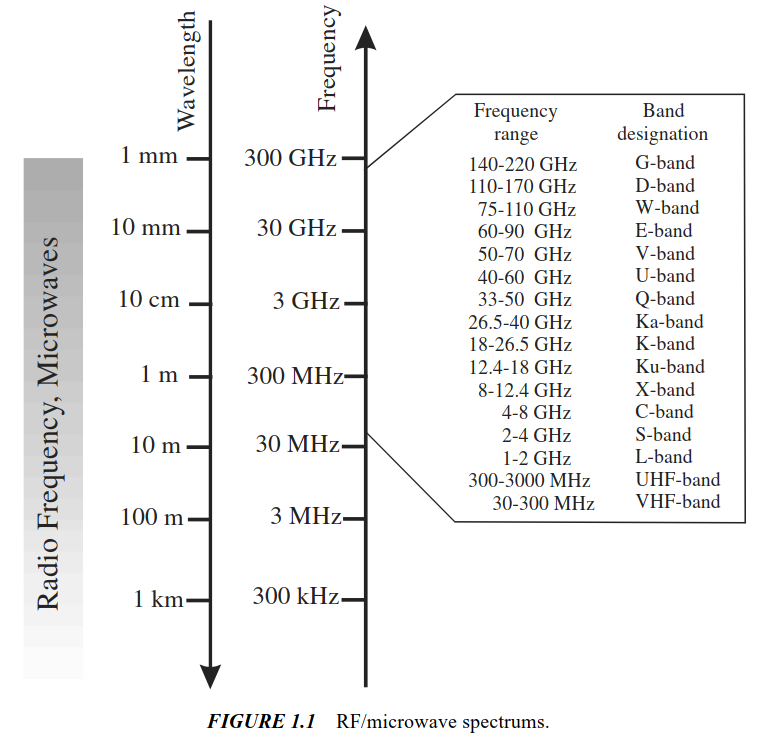 Wavelength
Frequency
Radio Frequency, Microwaves
1 mm
10 mm
10 cm
1 m
10 m
100 m
1 km
300 GHz
30 GHz
3 GHz
300 MHz
30 MHz
3 MHz
300 kHz
Frequency range Band designation
140-220 GHz G-band
110-170 GHz D-band
75-110 GHz W-band
60-90 GHz E-band
50-70 GHz V-band
40-60 GHz U-band
33-50 GHz Q-band
26.5-40 GHz Ka-band
18-26.5 GHz K-band
12.4-18 GHz Ku-band
8-12.4 GHz X-band
4-8 GHz C-band
2-4 GHz S-band
1-2 GHz L-band
300-3000 MHz UHF-band
30-300 MHz VHF-band
FIGURE 1.1 RF/microwave spectrums.